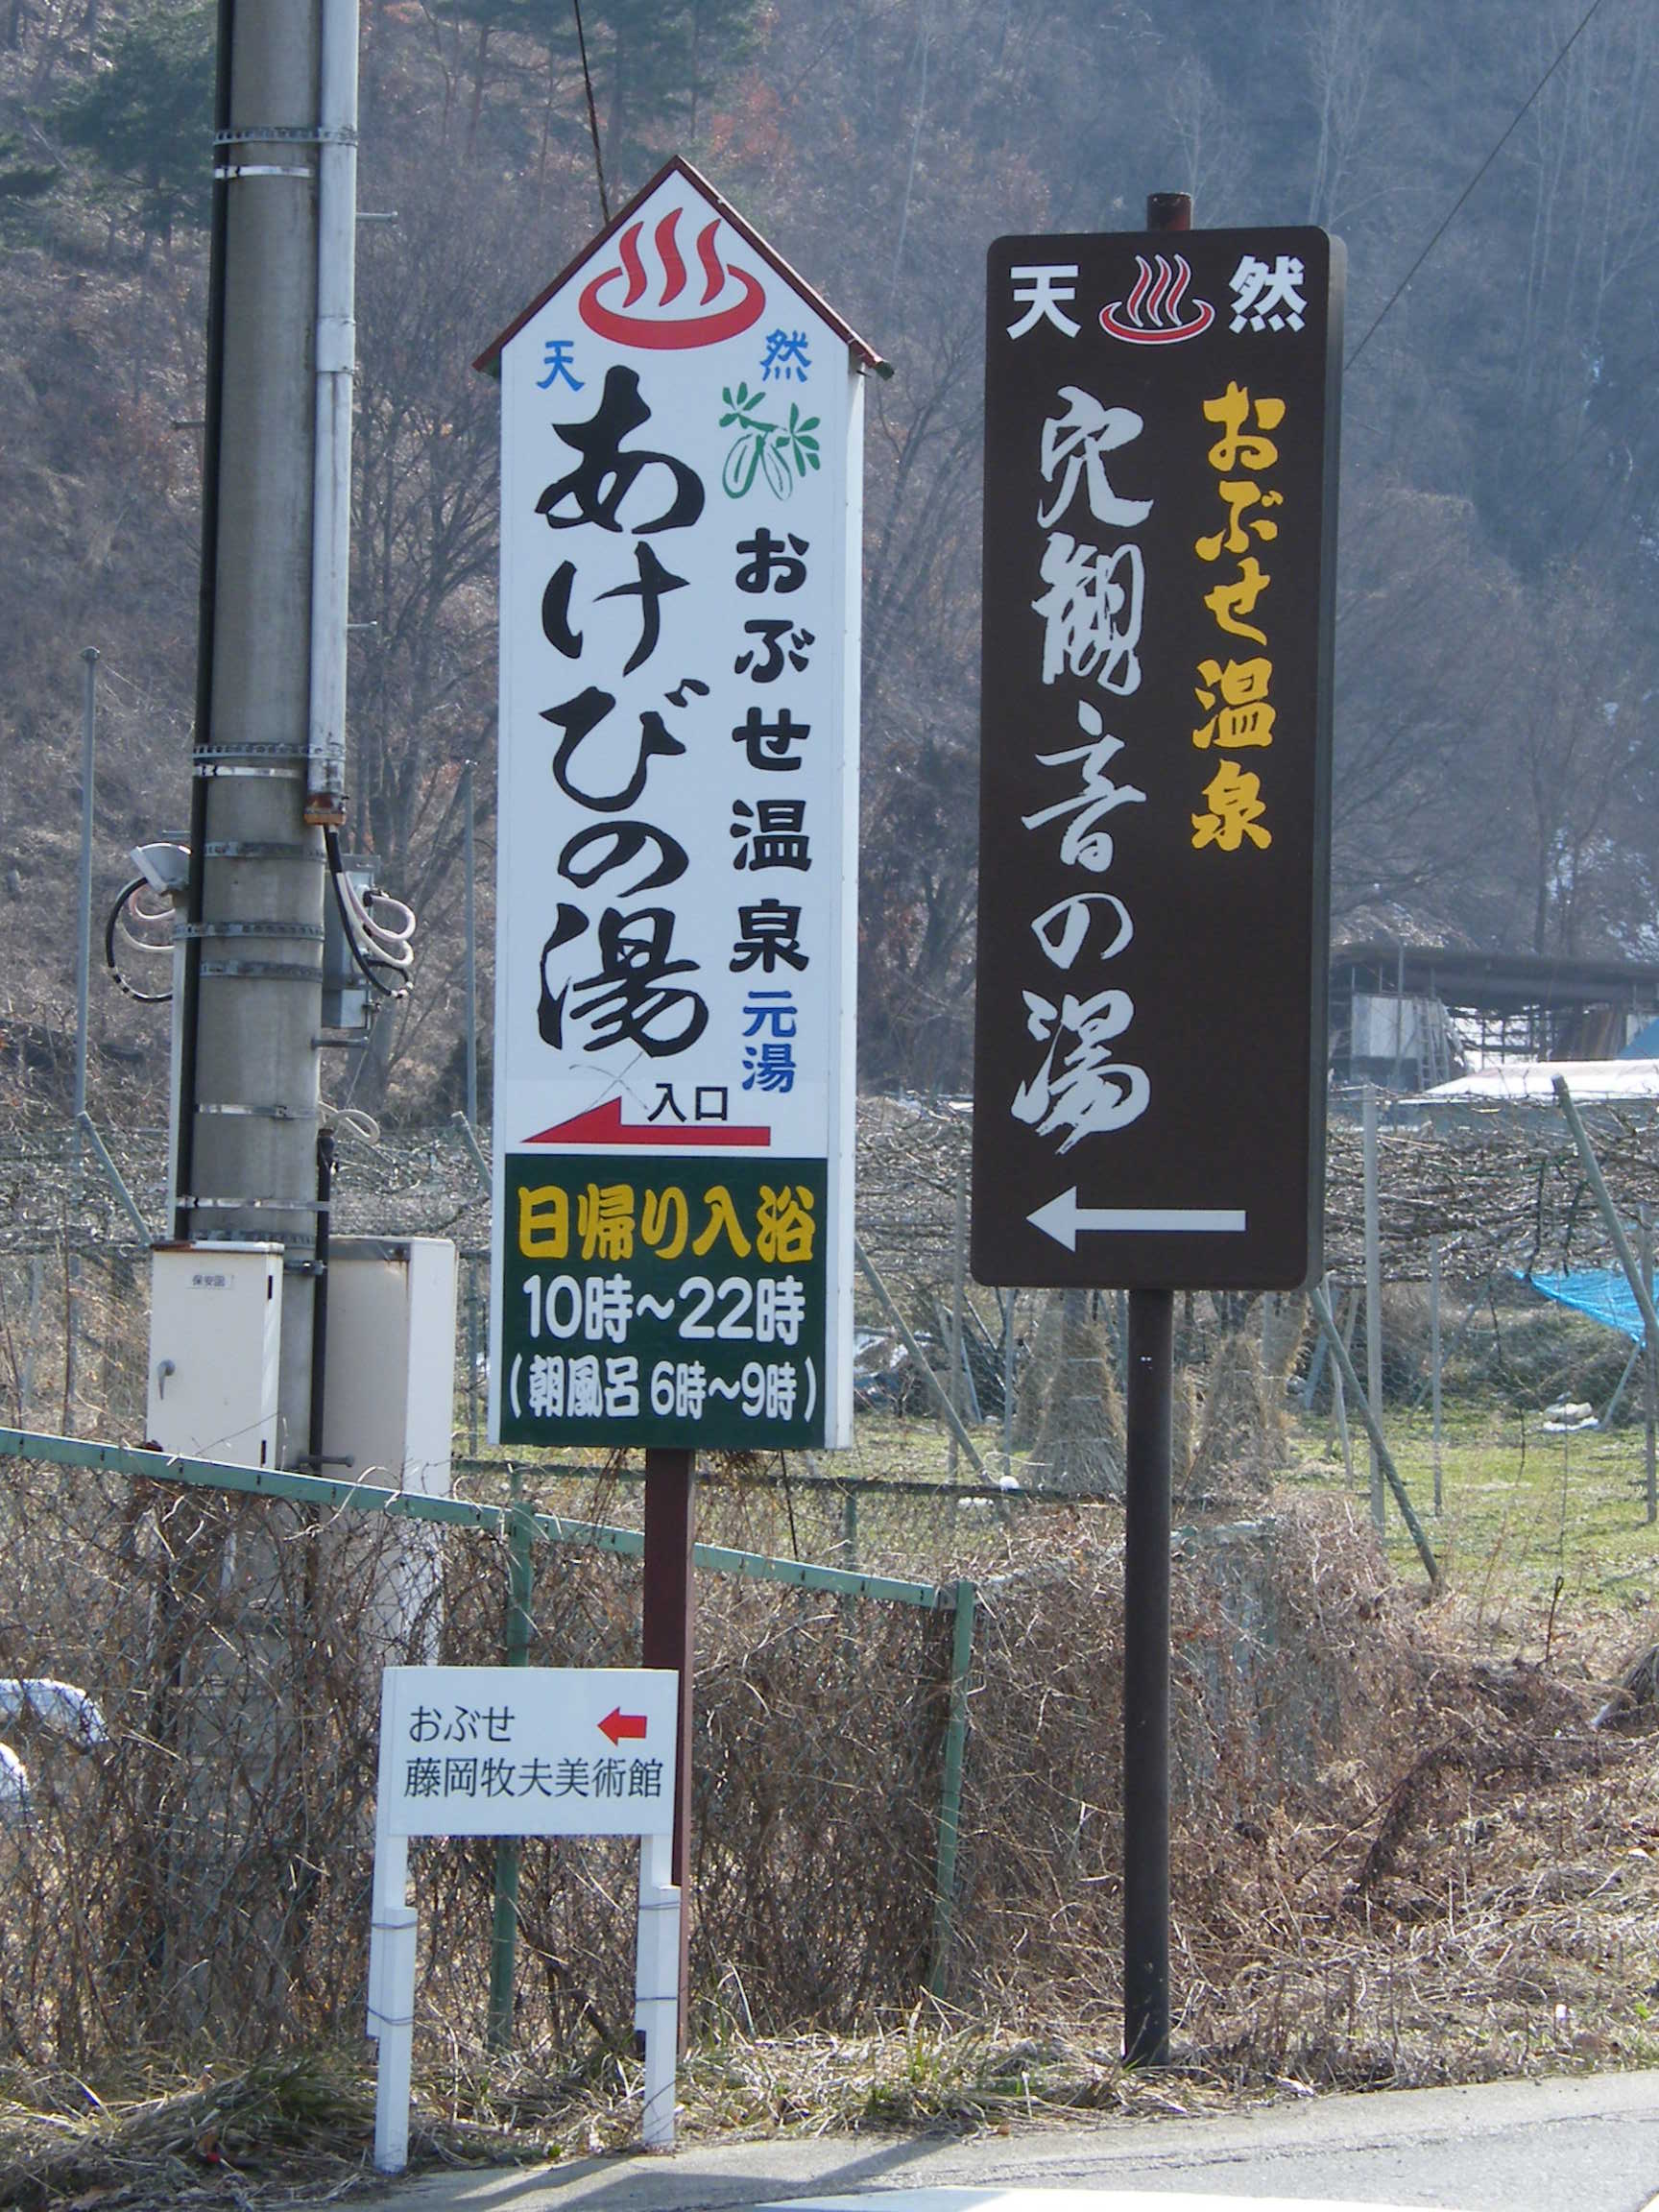 天然
おぶせ温泉元湯
あけびの湯
入口
日帰り入浴
10時～22時
(朝風呂 6時～9時)
天然
おぶせ温泉
穴観音の湯
おぶせ
藤岡牧夫美術館